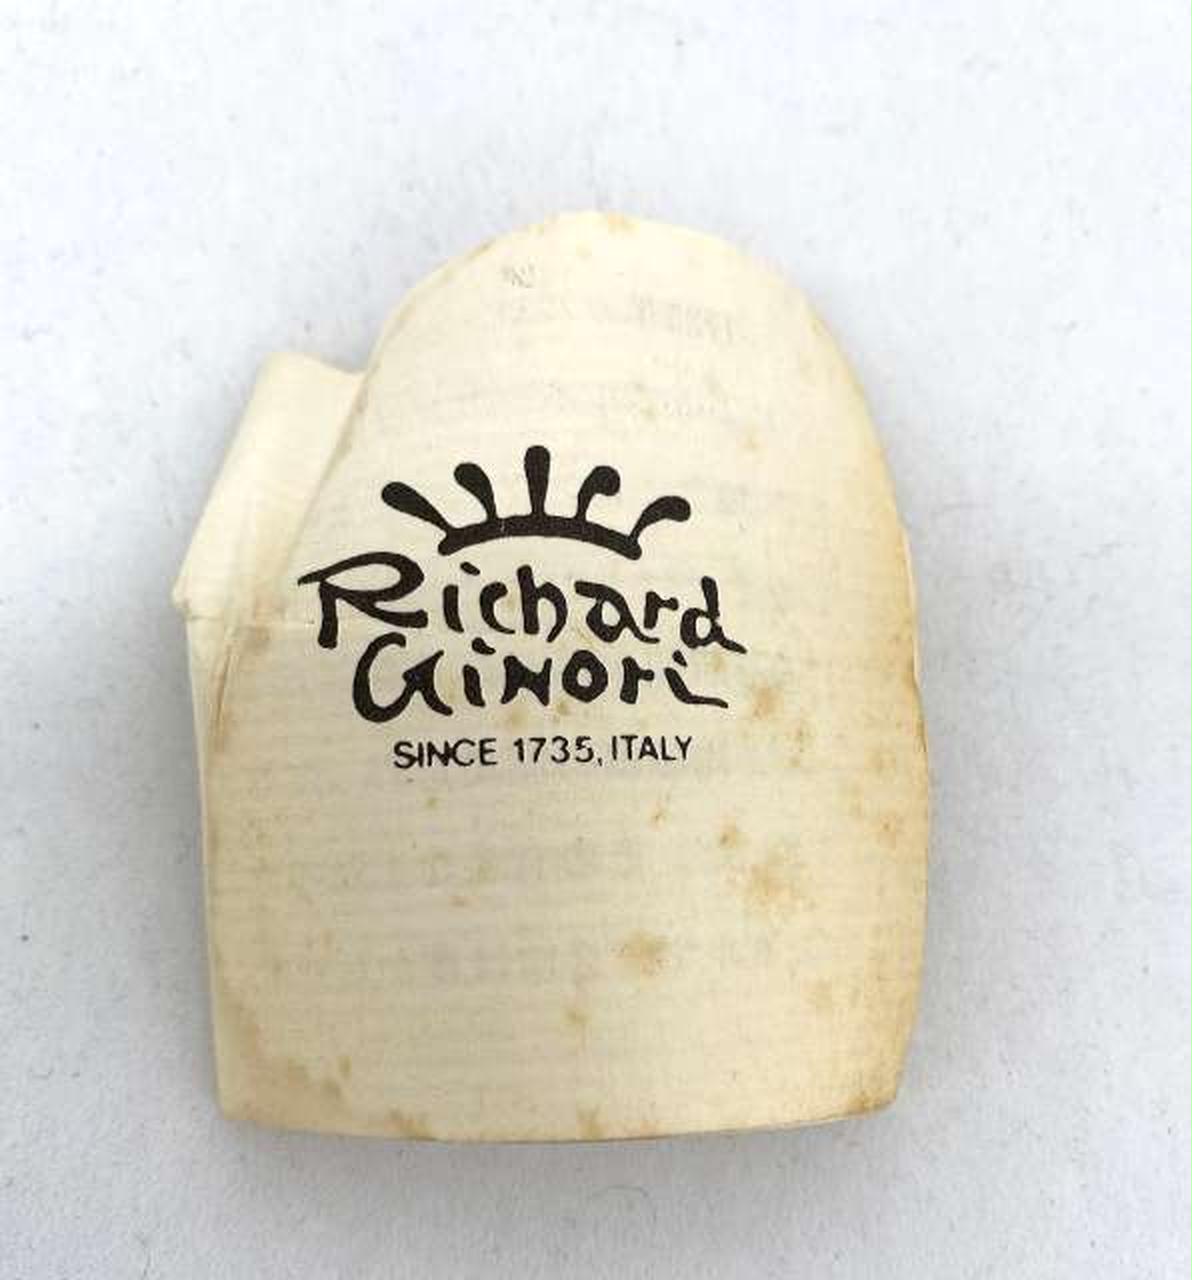 Richard
Ginori
SINCE 1735, ITALY